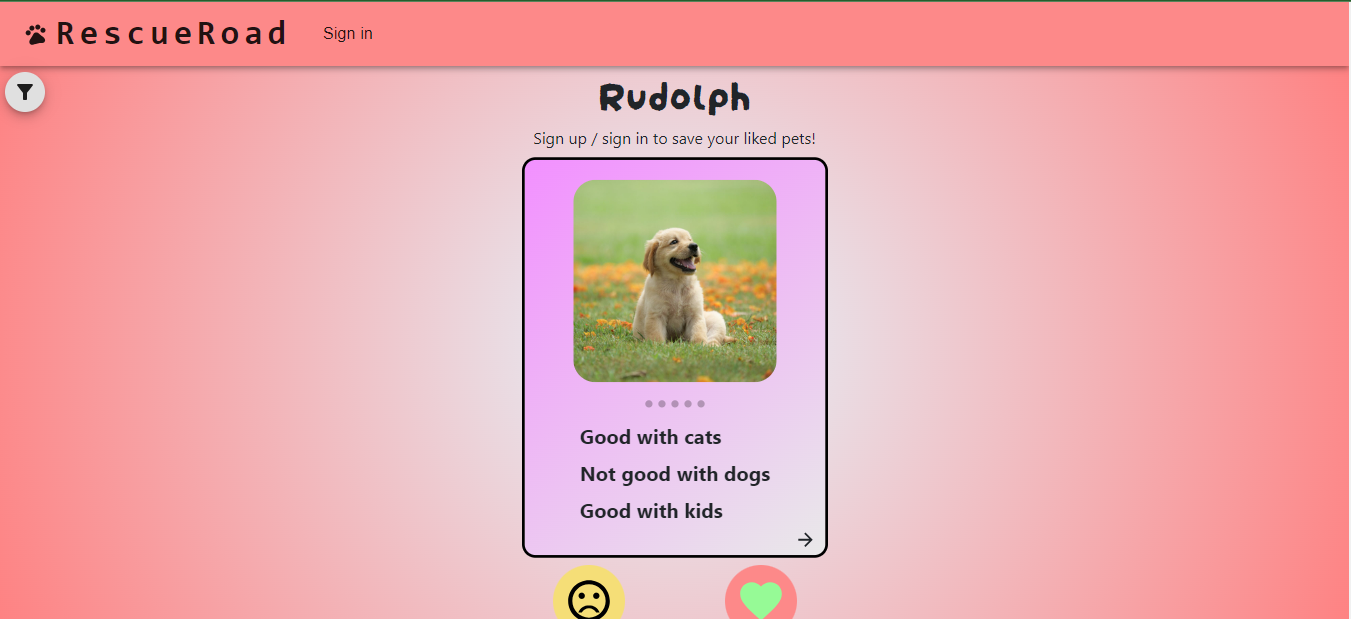 RescueRoad
Sign in
Rudolph
Sign up / sign in to save your liked pets!
Good with cats
Not good with dogs
Good with kids